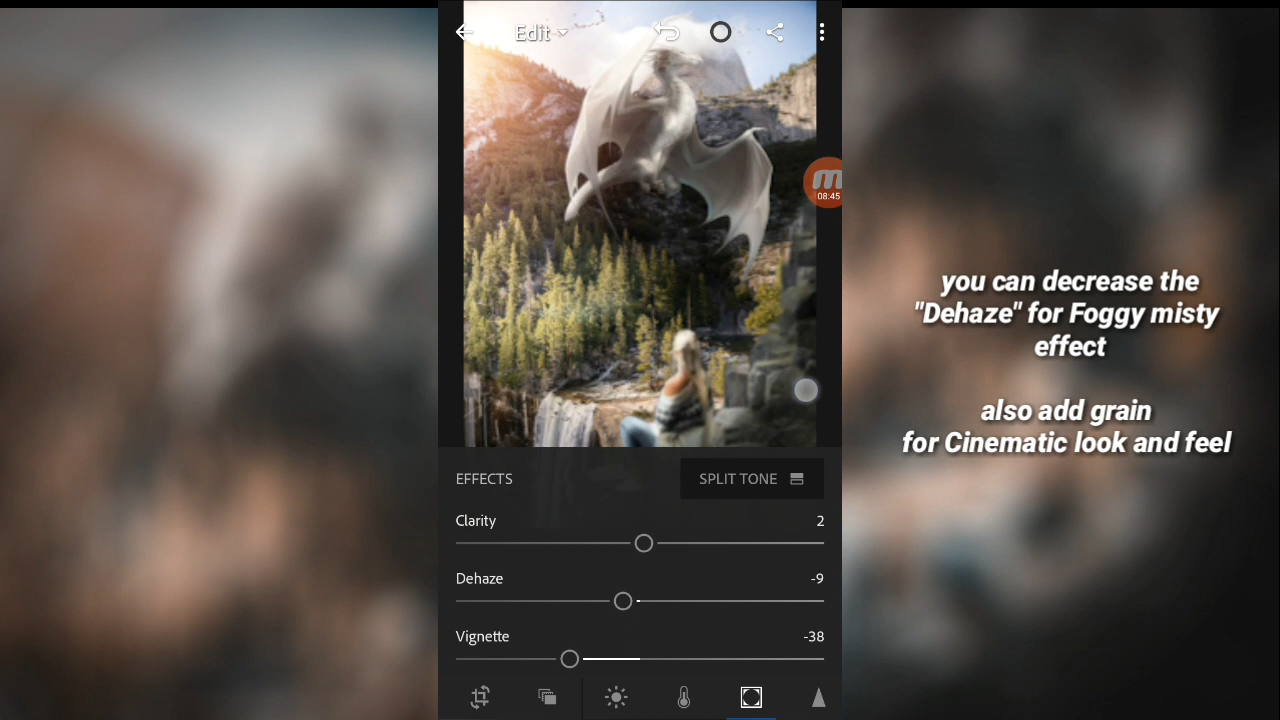 Edit
08:45
you can decrease the
"Dehaze" for Foggy misty
effect
also add grain
for Cinematic look and feel
EFFECTS
SPLIT TONE
Clarity 2
Dehaze -9
Vignette -38